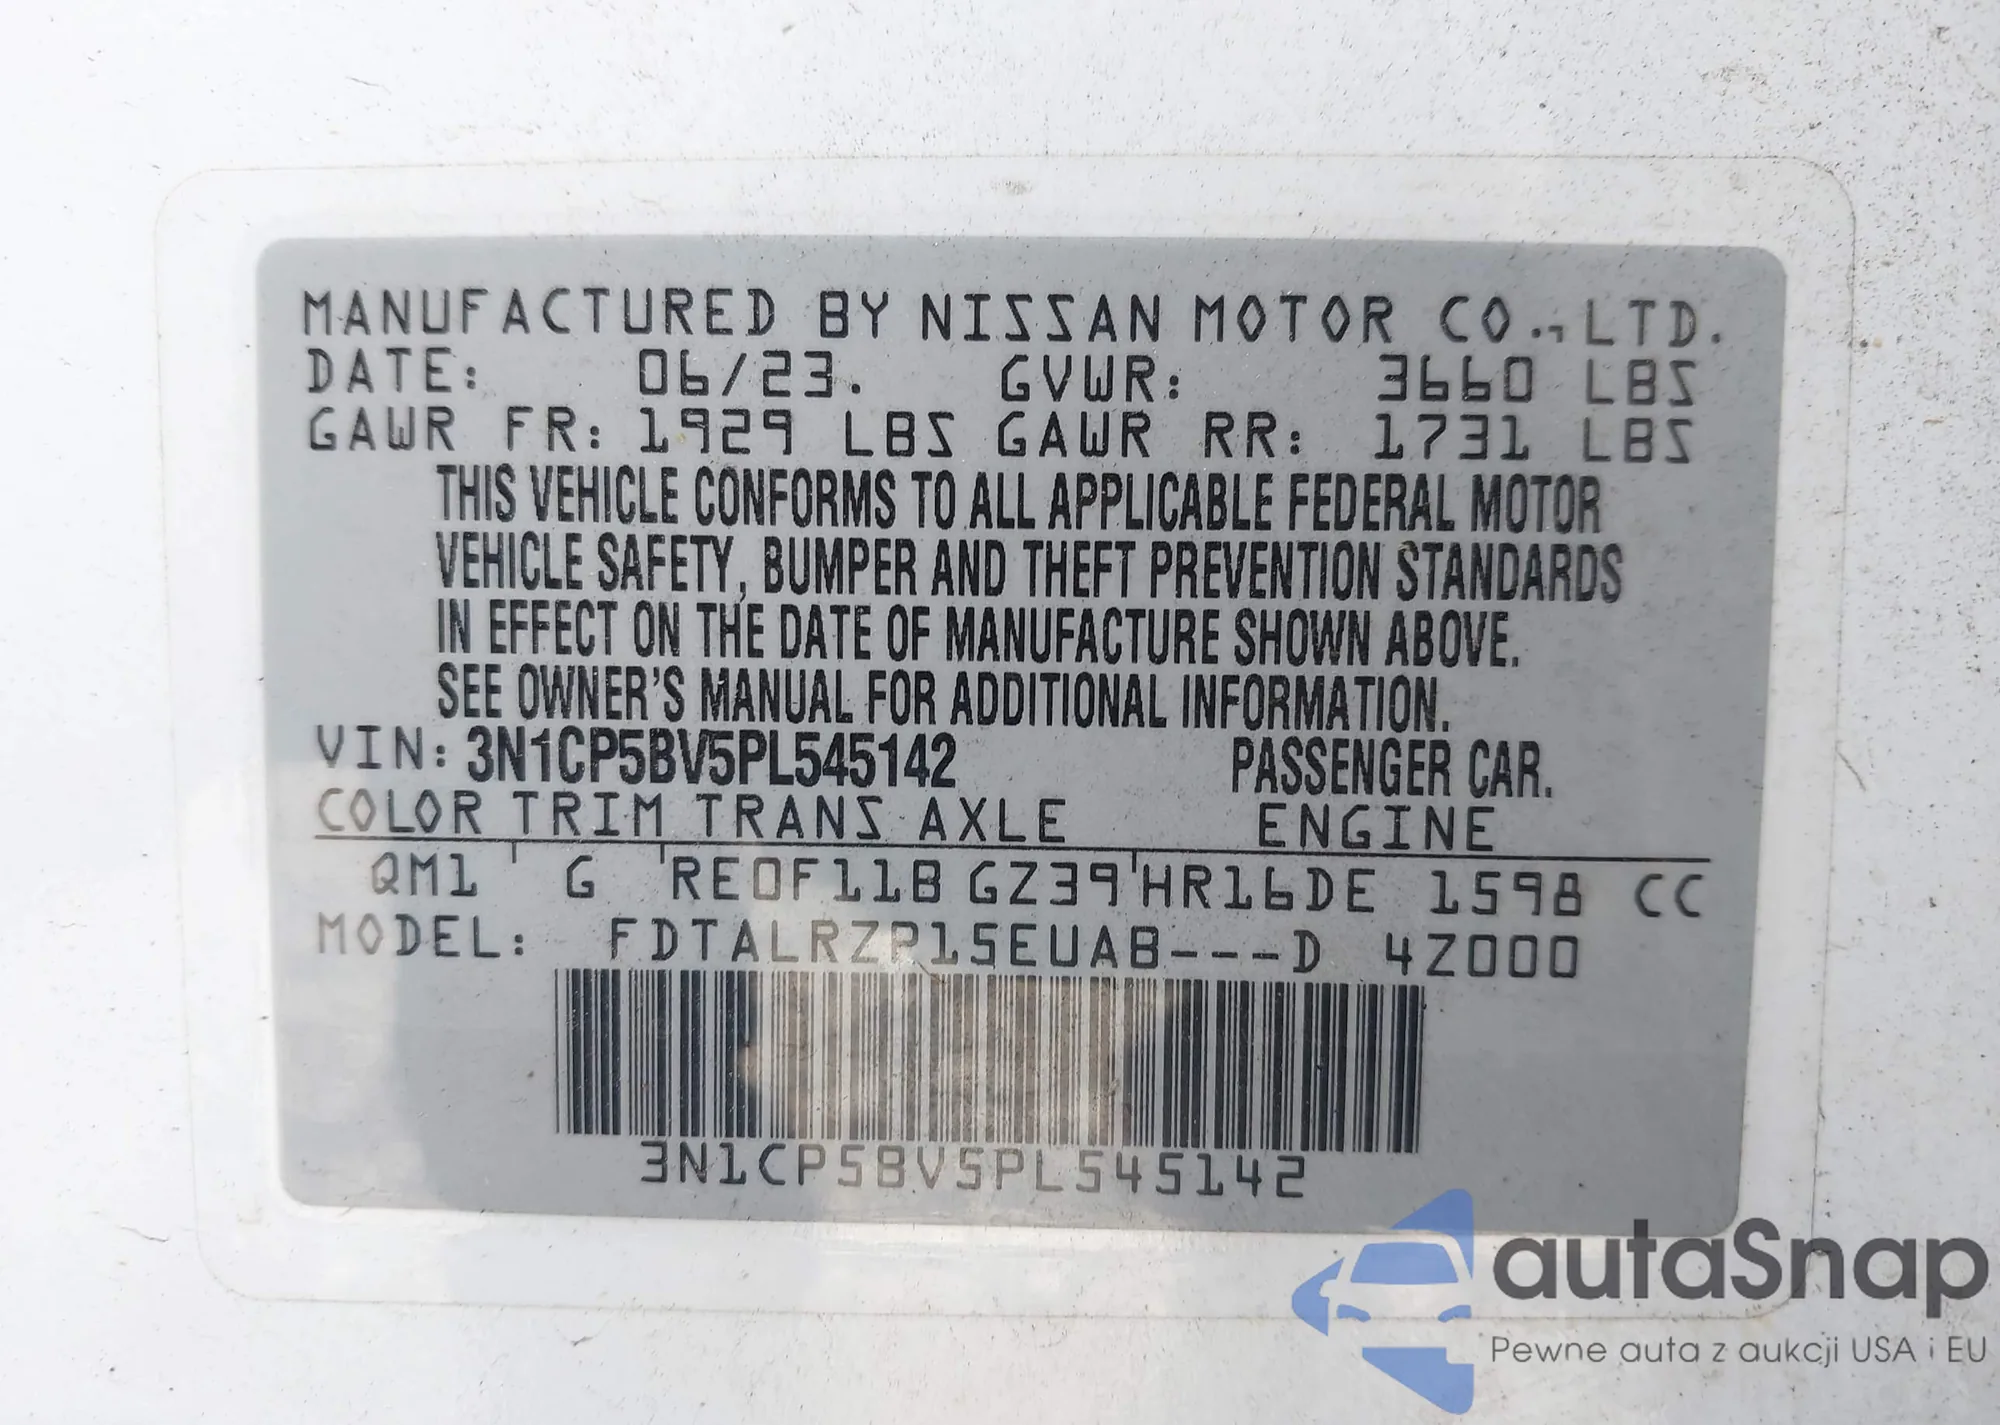 MANUFACTURED BY NISSAN MOTOR CO., LTD.
DATE: 06/23. GVWR: 3660 LBS
GAWR FR: 1929 LBS GAWR RR: 1731 LBS
THIS VEHICLE CONFORMS TO ALL APPLICABLE FEDERAL MOTOR
VEHICLE SAFETY, BUMPER AND THEFT PREVENTION STANDARDS
IN EFFECT ON THE DATE OF MANUFACTURE SHOWN ABOVE.
SEE OWNER'S MANUAL FOR ADDITIONAL INFORMATION.
VIN: 3N1CP5BV5PL545142 PASSENGER CAR.
COLOR TRIM TRANS AXLE ENGINE
QM1 G RE0F11B GZ39 HR16DE 1598 CC
MODEL: FDTALRZP15EUAB---D 4Z000
3N1CP5BV5PL545142
autaSnap
Pewne auta z aukcji USA i EU